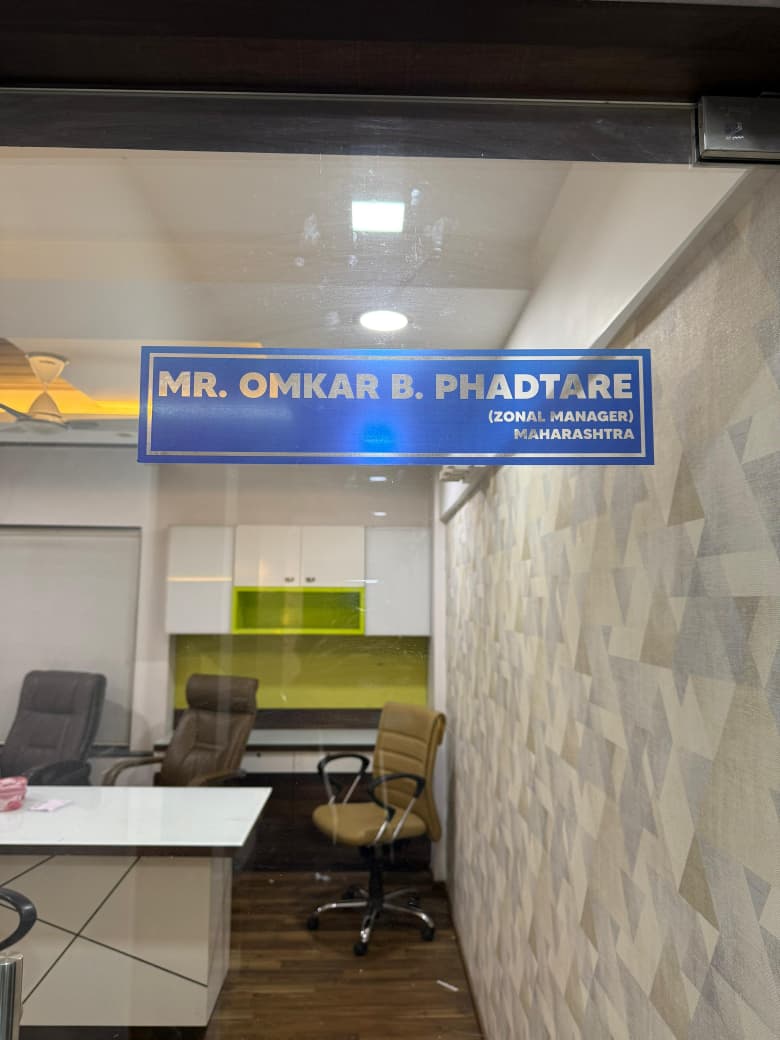 MR. OMKAR B. PHADTARE
(ZONAL MANAGER)
MAHARASHTRA